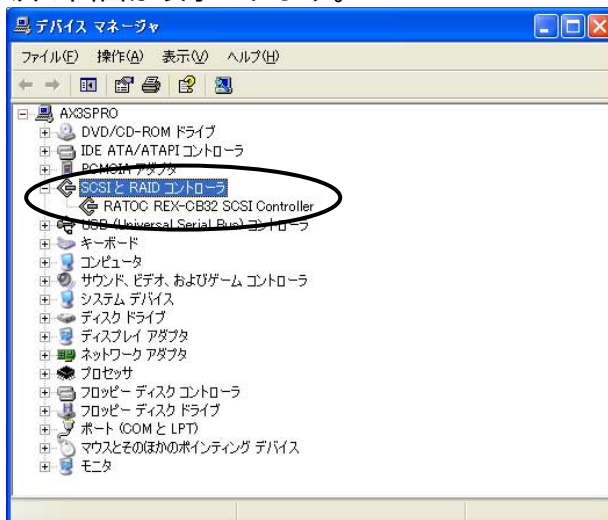 デバイス マネージャ
ファイル(F) 操作(A) 表示(V) ヘルプ(H)
AX3SPRO
DVD/CD-ROM ドライブ
IDE ATA/ATAPI コントローラ
PCMCIA アダプタ
SCSI と RAID コントローラ
RATOC REX-CB32 SCSI Controller
USB (Universal Serial Bus) コントローラ
キーボード
コンピュータ
サウンド、ビデオ、およびゲーム コントローラ
システム デバイス
ディスク ドライブ
ディスプレイ アダプタ
ネットワーク アダプタ
プロセッサ
フロッピー ディスク コントローラ
フロッピー ディスク ドライブ
ポート (COM と LPT)
マウスとそのほかのポインティング デバイス
モニタ